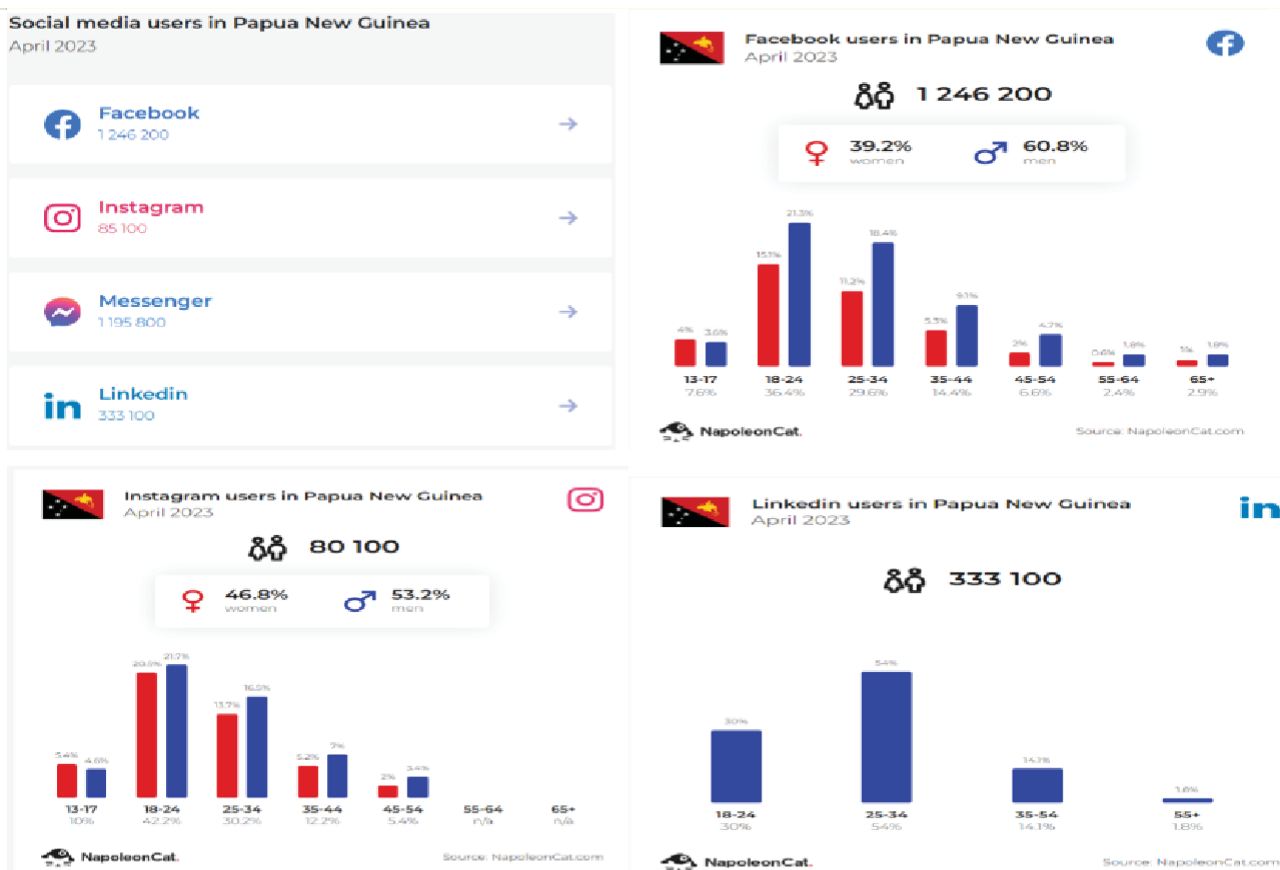 Social media users in Papua New Guinea
April 2023
Facebook
1 246 200
Instagram
85 100
Messenger
1 195 800
Linkedin
333 100
Facebook users in Papua New Guinea
April 2023
1 246 200
39.2%
women
60.8%
men
21.3%
18.4%
15.1%
11.2%
9.1%
5.3%
4.7%
4%
3.6%
2%
0.6%
1.8%
1%
1.8%
13-17
18-24
25-34
35-44
45-54
55-64
65+
7.6%
36.4%
29.6%
14.4%
6.6%
2.4%
2.9%
NapoleonCat.
Source: NapoleonCat.com
Instagram users in Papua New Guinea
April 2023
80 100
46.8%
women
53.2%
men
20.5%
21.7%
13.7%
16.5%
5.4%
4.6%
5.2%
7%
2%
3.4%
13-17
18-24
25-34
35-44
45-54
55-64
65+
10%
42.2%
30.2%
12.2%
5.4%
n/a
n/a
NapoleonCat.
Source: NapoleonCat.com
Linkedin users in Papua New Guinea
April 2023
333 100
54%
30%
14.1%
1.8%
18-24
25-34
35-54
55+
30%
54%
14.1%
1.8%
NapoleonCat.
Source: NapoleonCat.com